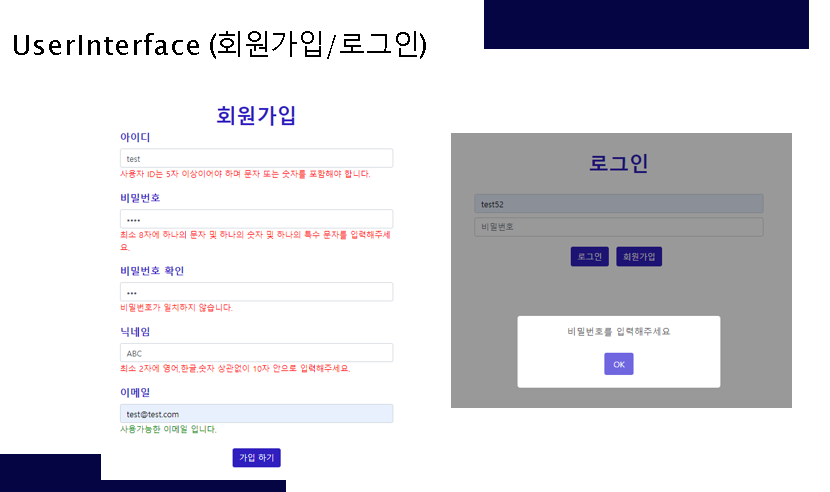 UserInterface (회원가입/로그인)
회원가입
아이디
test
사용자 ID는 5자 이상이어야 하며 문자 또는 숫자를 포함해야 합니다.
비밀번호
••••
최소 8자에 하나의 문자 및 하나의 숫자 및 하나의 특수 문자를 입력해주세
요.
비밀번호 확인
•••
비밀번호가 일치하지 않습니다.
닉네임
ABC
최소 2자에 영어,한글,숫자 상관없이 10자 안으로 입력해주세요.
이메일
test@test.com
사용가능한 이메일 입니다.
가입 하기
로그인
test52
비밀번호
로그인 회원가입
비밀번호를 입력해주세요
OK